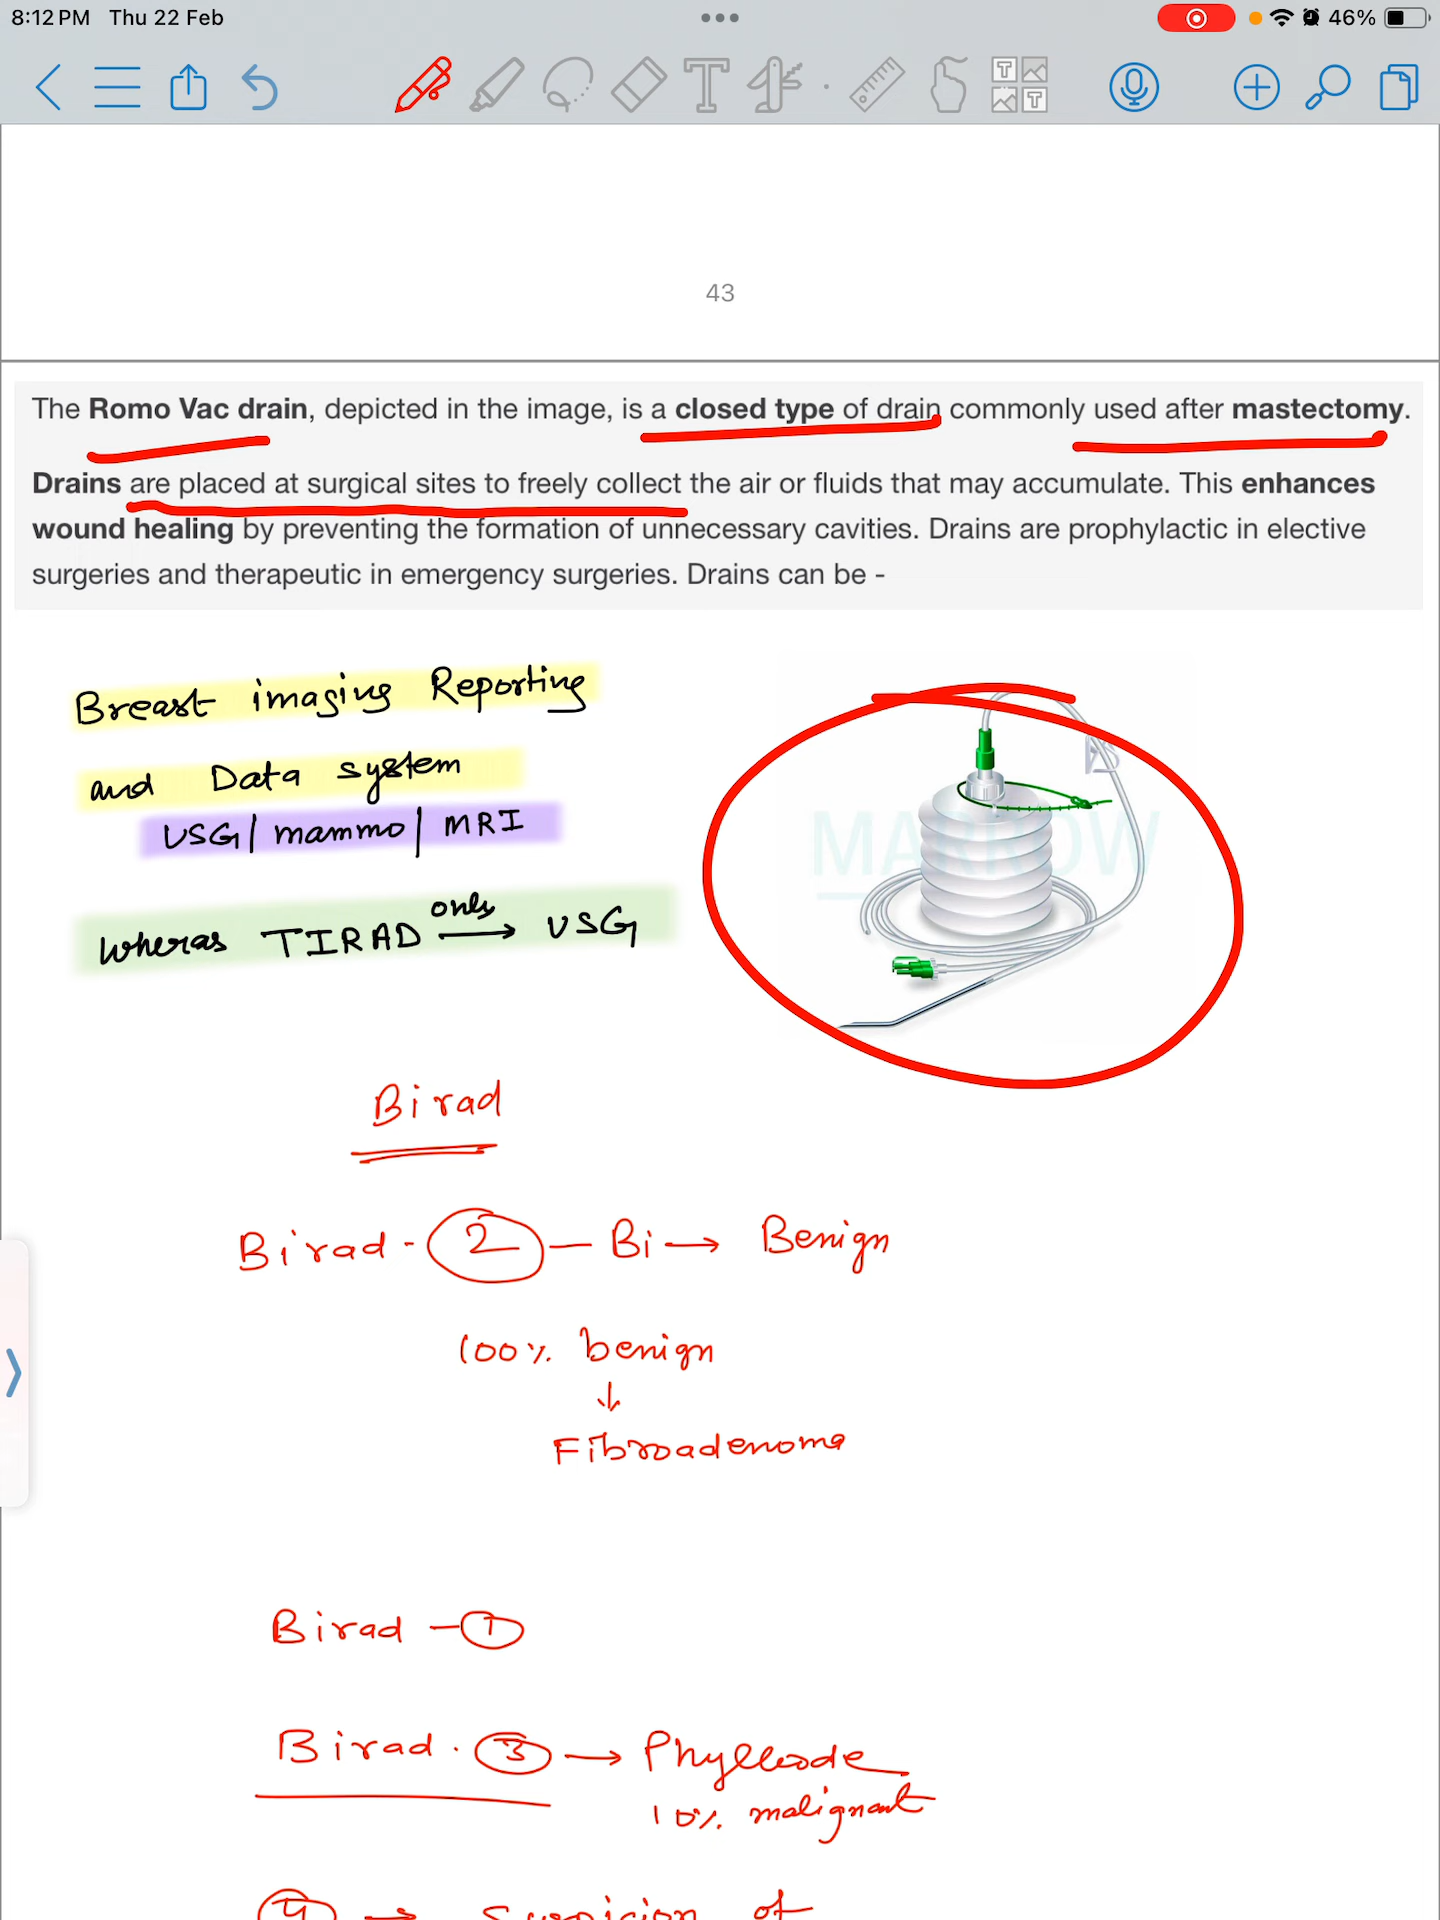 8:12 PM Thu 22 Feb
46%
43
The Romo Vac drain, depicted in the image, is a closed type of drain commonly used after mastectomy.
Drains are placed at surgical sites to freely collect the air or fluids that may accumulate. This enhances
wound healing by preventing the formation of unnecessary cavities. Drains are prophylactic in elective
surgeries and therapeutic in emergency surgeries. Drains can be -
Breast imaging Reporting
and Data system
USG| mammo| MRI
wheras TIRAD only → USG
MARROW
Birad
Birad - 2 - Bi → Benign
100% benign
↓
Fibroadenoma
Birad - 1
Birad. 3 → Phyllode
10% malignant
4 → Suspicion of